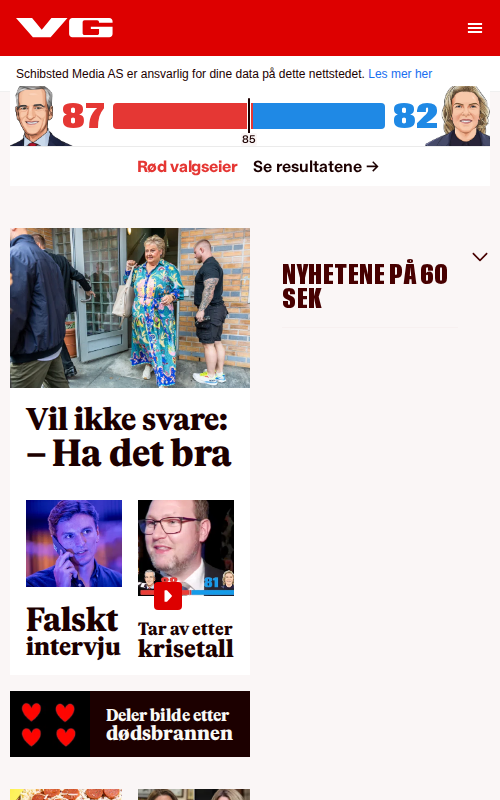 VG
Schibsted Media AS er ansvarlig for dine data på dette nettstedet. Les mer her
87
82
85
Rød valgseier Se resultatene →
NYHETENE PÅ 60
SEK
Vil ikke svare:
– Ha det bra
81
Falskt
intervju
Tar av etter
krisetall
Deler bilde etter
dødsbrannen